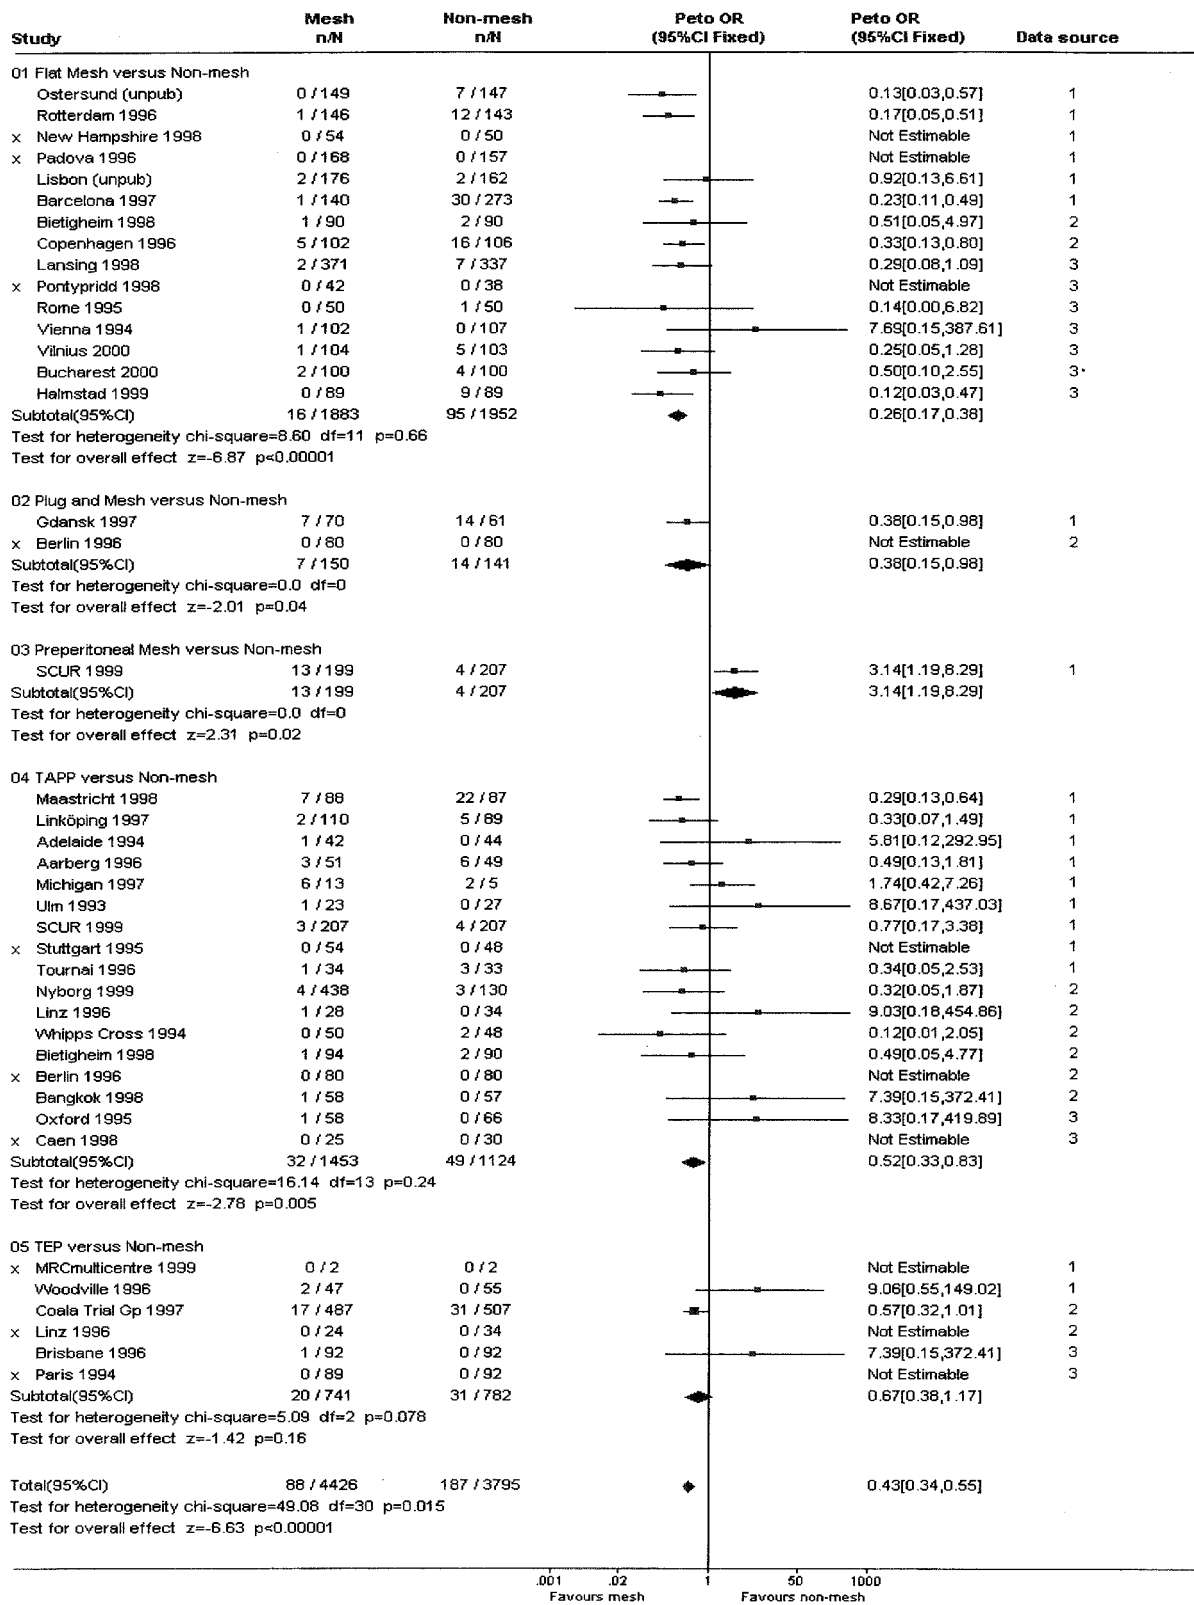 Mesh Non-mesh Peto OR Peto OR
Study n/N n/N (95%CI Fixed) (95%CI Fixed) Data source
01 Flat Mesh versus Non-mesh
Ostersund (unpub) 0 / 149 7 / 147 0.13[0.03,0.57] 1
Rotterdam 1996 1 / 146 12 / 143 0.17[0.05,0.51] 1
x New Hampshire 1998 0 / 54 0 / 50 Not Estimable 1
x Padova 1996 0 / 168 0 / 157 Not Estimable 1
Lisbon (unpub) 2 / 176 2 / 162 0.92[0.13,6.61] 1
Barcelona 1997 1 / 140 30 / 273 0.23[0.11,0.49] 1
Bietigheim 1998 1 / 90 2 / 90 0.51[0.05,4.97] 2
Copenhagen 1996 5 / 102 16 / 106 0.33[0.13,0.80] 2
Lansing 1998 2 / 371 7 / 337 0.29[0.08,1.09] 3
x Pontypridd 1998 0 / 42 0 / 38 Not Estimable 3
Rome 1995 0 / 50 1 / 50 0.14[0.00,6.82] 3
Vienna 1994 1 / 102 0 / 107 7.69[0.15,387.61] 3
Vilnius 2000 1 / 104 5 / 103 0.25[0.05,1.28] 3
Bucharest 2000 2 / 100 4 / 100 0.50[0.10,2.55] 3
Halmstad 1999 0 / 89 9 / 89 0.12[0.03,0.47] 3
Subtotal(95%CI) 16 / 1883 95 / 1952 0.26[0.17,0.38]
Test for heterogeneity chi-square=8.60 df=11 p=0.66
Test for overall effect z=-6.87 p<0.00001
02 Plug and Mesh versus Non-mesh
Gdansk 1997 7 / 70 14 / 61 0.38[0.15,0.98] 1
x Berlin 1996 0 / 80 0 / 80 Not Estimable 2
Subtotal(95%CI) 7 / 150 14 / 141 0.38[0.15,0.98]
Test for heterogeneity chi-square=0.0 df=0
Test for overall effect z=-2.01 p=0.04
03 Preperitoneal Mesh versus Non-mesh
SCUR 1999 13 / 199 4 / 207 3.14[1.19,8.29] 1
Subtotal(95%CI) 13 / 199 4 / 207 3.14[1.19,8.29]
Test for heterogeneity chi-square=0.0 df=0
Test for overall effect z=2.31 p=0.02
04 TAPP versus Non-mesh
Maastricht 1998 7 / 88 22 / 87 0.29[0.13,0.64] 1
Linköping 1997 2 / 110 5 / 89 0.33[0.07,1.49] 1
Adelaide 1994 1 / 42 0 / 44 5.81[0.12,292.95] 1
Aarberg 1996 3 / 51 6 / 49 0.49[0.13,1.81] 1
Michigan 1997 6 / 13 2 / 5 1.74[0.42,7.26] 1
Ulm 1993 1 / 23 0 / 27 8.67[0.17,437.03] 1
SCUR 1999 3 / 207 4 / 207 0.77[0.17,3.38] 1
x Stuttgart 1995 0 / 54 0 / 48 Not Estimable 1
Tournai 1996 1 / 34 3 / 33 0.34[0.05,2.53] 1
Nyborg 1999 4 / 438 3 / 130 0.32[0.05,1.87] 2
Linz 1996 1 / 28 0 / 34 9.03[0.18,454.86] 2
Whipps Cross 1994 0 / 50 2 / 48 0.12[0.01,2.05] 2
Bietigheim 1998 1 / 94 2 / 90 0.49[0.05,4.77] 2
x Berlin 1996 0 / 80 0 / 80 Not Estimable 2
Bangkok 1998 1 / 58 0 / 57 7.39[0.15,372.41] 2
Oxford 1995 1 / 58 0 / 66 8.33[0.17,419.89] 3
x Caen 1998 0 / 25 0 / 30 Not Estimable 3
Subtotal(95%CI) 32 / 1453 49 / 1124 0.52[0.33,0.83]
Test for heterogeneity chi-square=16.14 df=13 p=0.24
Test for overall effect z=-2.78 p=0.005
05 TEP versus Non-mesh
x MRCmulticentre 1999 0 / 2 0 / 2 Not Estimable 1
Woodville 1996 2 / 47 0 / 55 9.06[0.55,149.02] 1
Coala Trial Gp 1997 17 / 487 31 / 507 0.57[0.32,1.01] 2
x Linz 1996 0 / 24 0 / 34 Not Estimable 2
Brisbane 1996 1 / 92 0 / 92 7.39[0.15,372.41] 3
x Paris 1994 0 / 89 0 / 92 Not Estimable 3
Subtotal(95%CI) 20 / 741 31 / 782 0.67[0.38,1.17]
Test for heterogeneity chi-square=5.09 df=2 p=0.078
Test for overall effect z=-1.42 p=0.16
Total(95%CI) 88 / 4426 187 / 3795 0.43[0.34,0.55]
Test for heterogeneity chi-square=49.08 df=30 p=0.015
Test for overall effect z=-6.63 p<0.00001
.001 .02 1 50 1000
Favours mesh Favours non-mesh